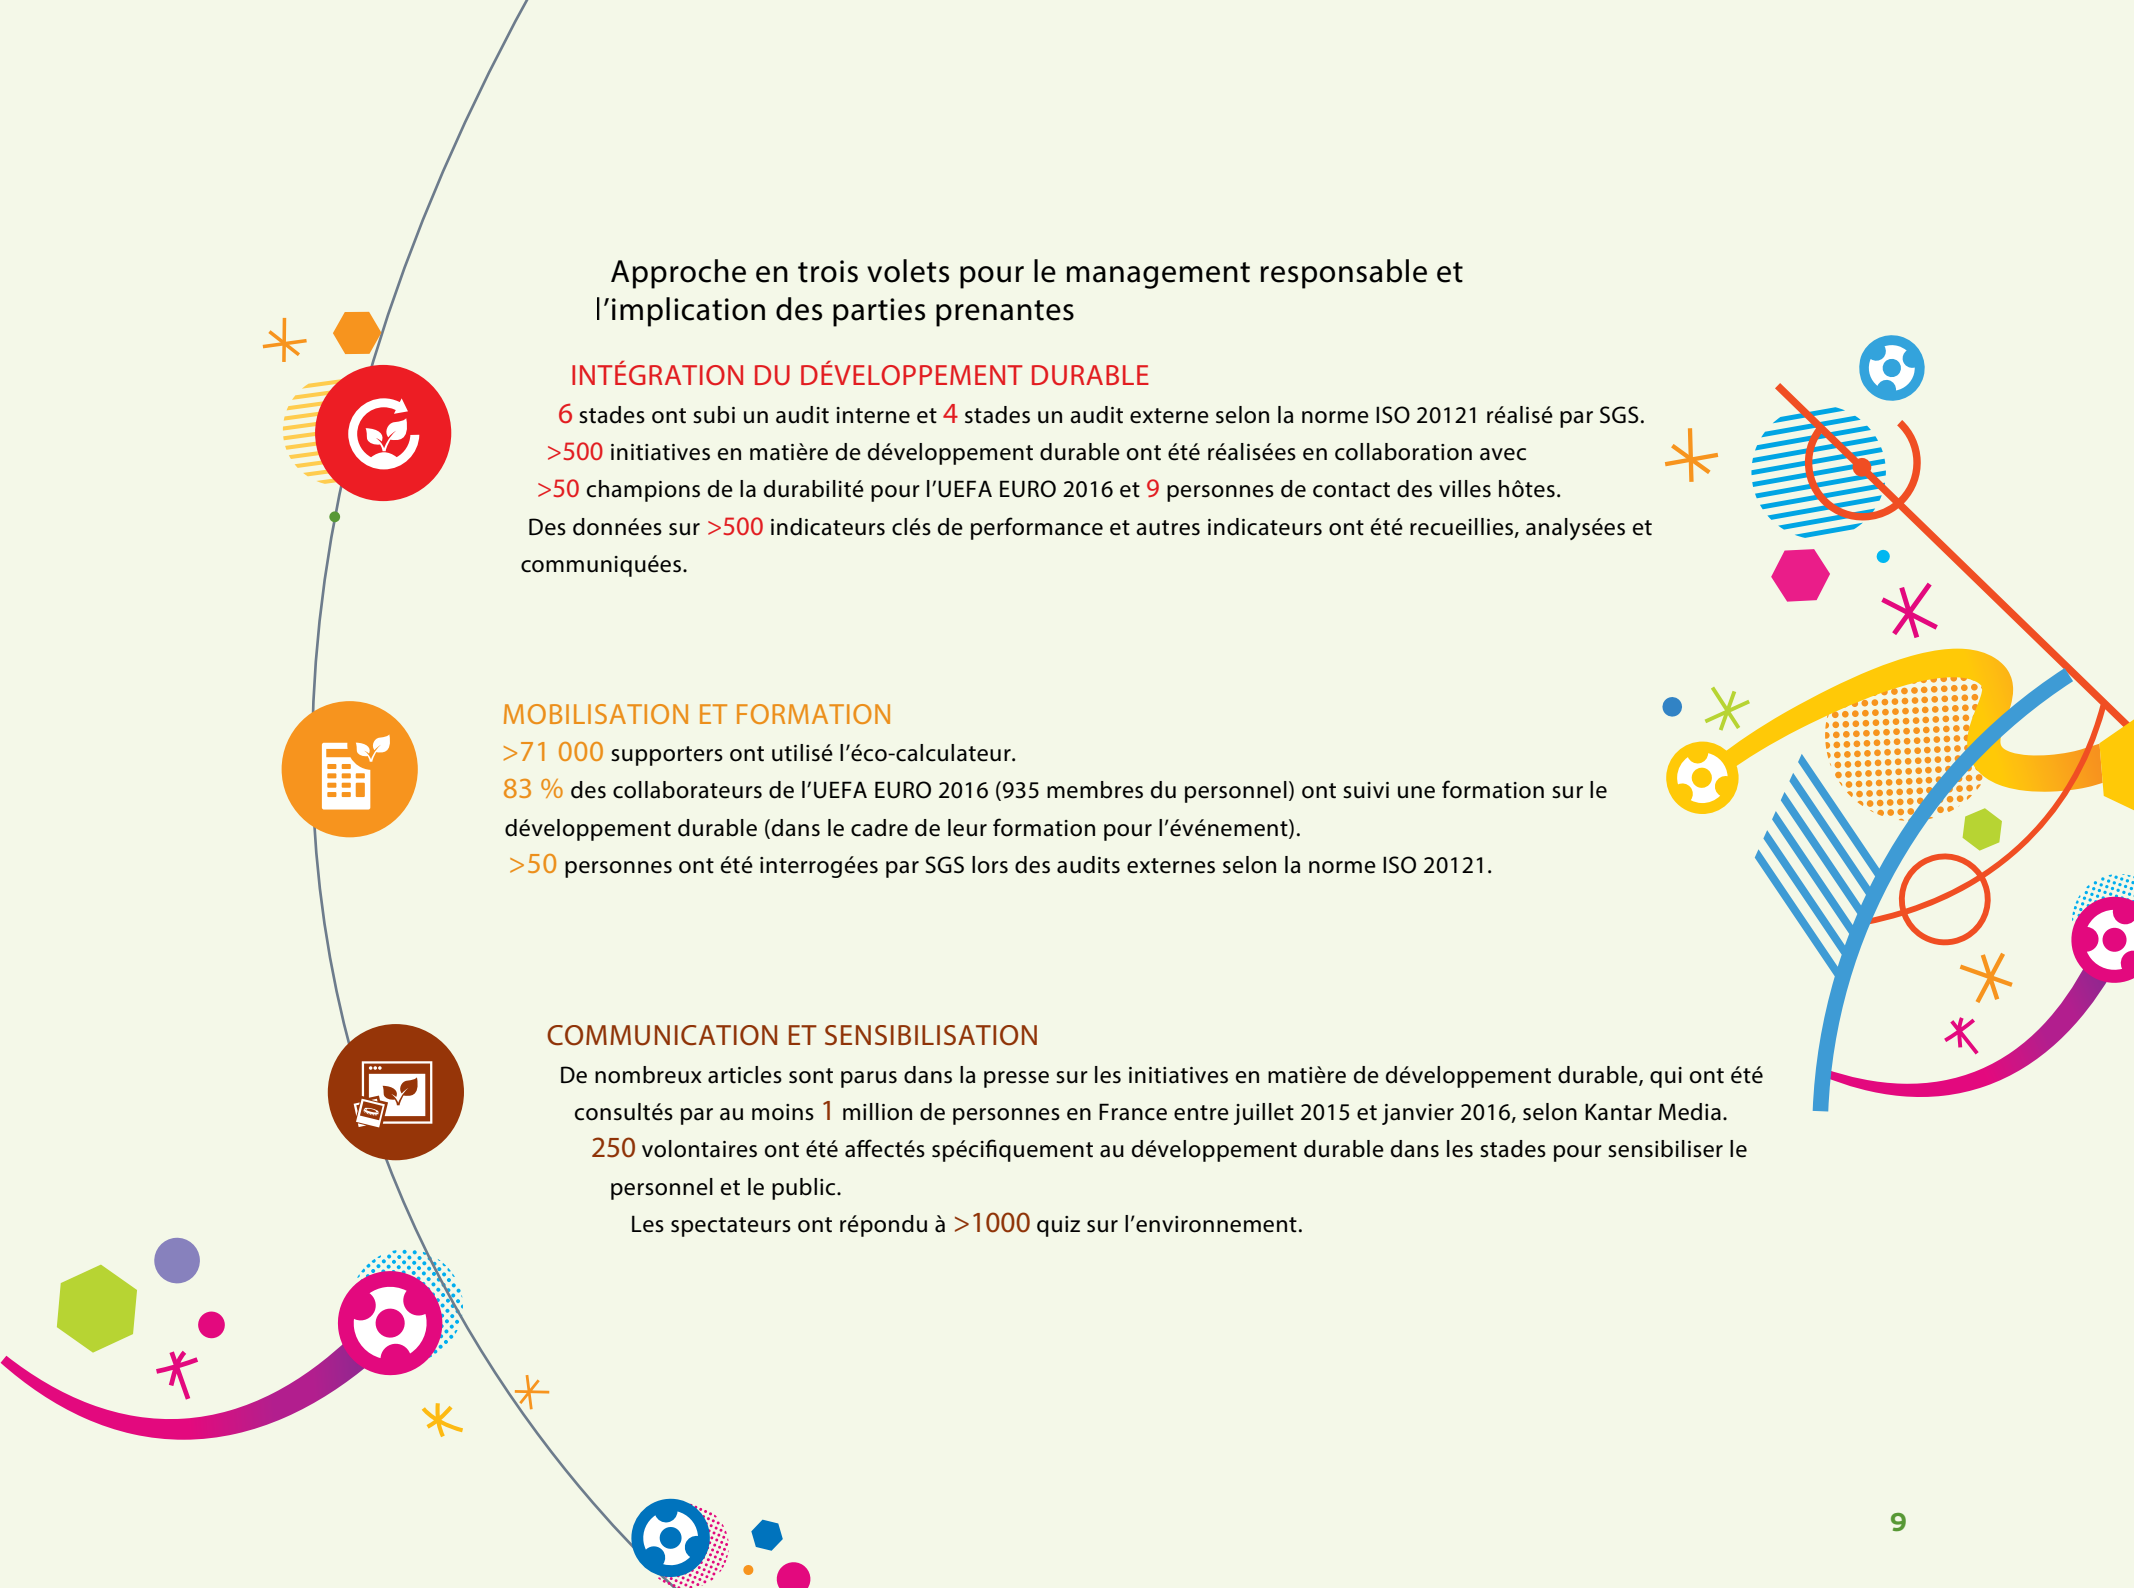 Approche en trois volets pour le management responsable et
l’implication des parties prenantes
INTÉGRATION DU DÉVELOPPEMENT DURABLE
6 stades ont subi un audit interne et 4 stades un audit externe selon la norme ISO 20121 réalisé par SGS.
>500 initiatives en matière de développement durable ont été réalisées en collaboration avec
>50 champions de la durabilité pour l’UEFA EURO 2016 et 9 personnes de contact des villes hôtes.
Des données sur >500 indicateurs clés de performance et autres indicateurs ont été recueillies, analysées et
communiquées.
MOBILISATION ET FORMATION
>71 000 supporters ont utilisé l’éco-calculateur.
83 % des collaborateurs de l’UEFA EURO 2016 (935 membres du personnel) ont suivi une formation sur le
développement durable (dans le cadre de leur formation pour l’événement).
>50 personnes ont été interrogées par SGS lors des audits externes selon la norme ISO 20121.
COMMUNICATION ET SENSIBILISATION
De nombreux articles sont parus dans la presse sur les initiatives en matière de développement durable, qui ont été
consultés par au moins 1 million de personnes en France entre juillet 2015 et janvier 2016, selon Kantar Media.
250 volontaires ont été affectés spécifiquement au développement durable dans les stades pour sensibiliser le
personnel et le public.
Les spectateurs ont répondu à >1000 quiz sur l’environnement.
9